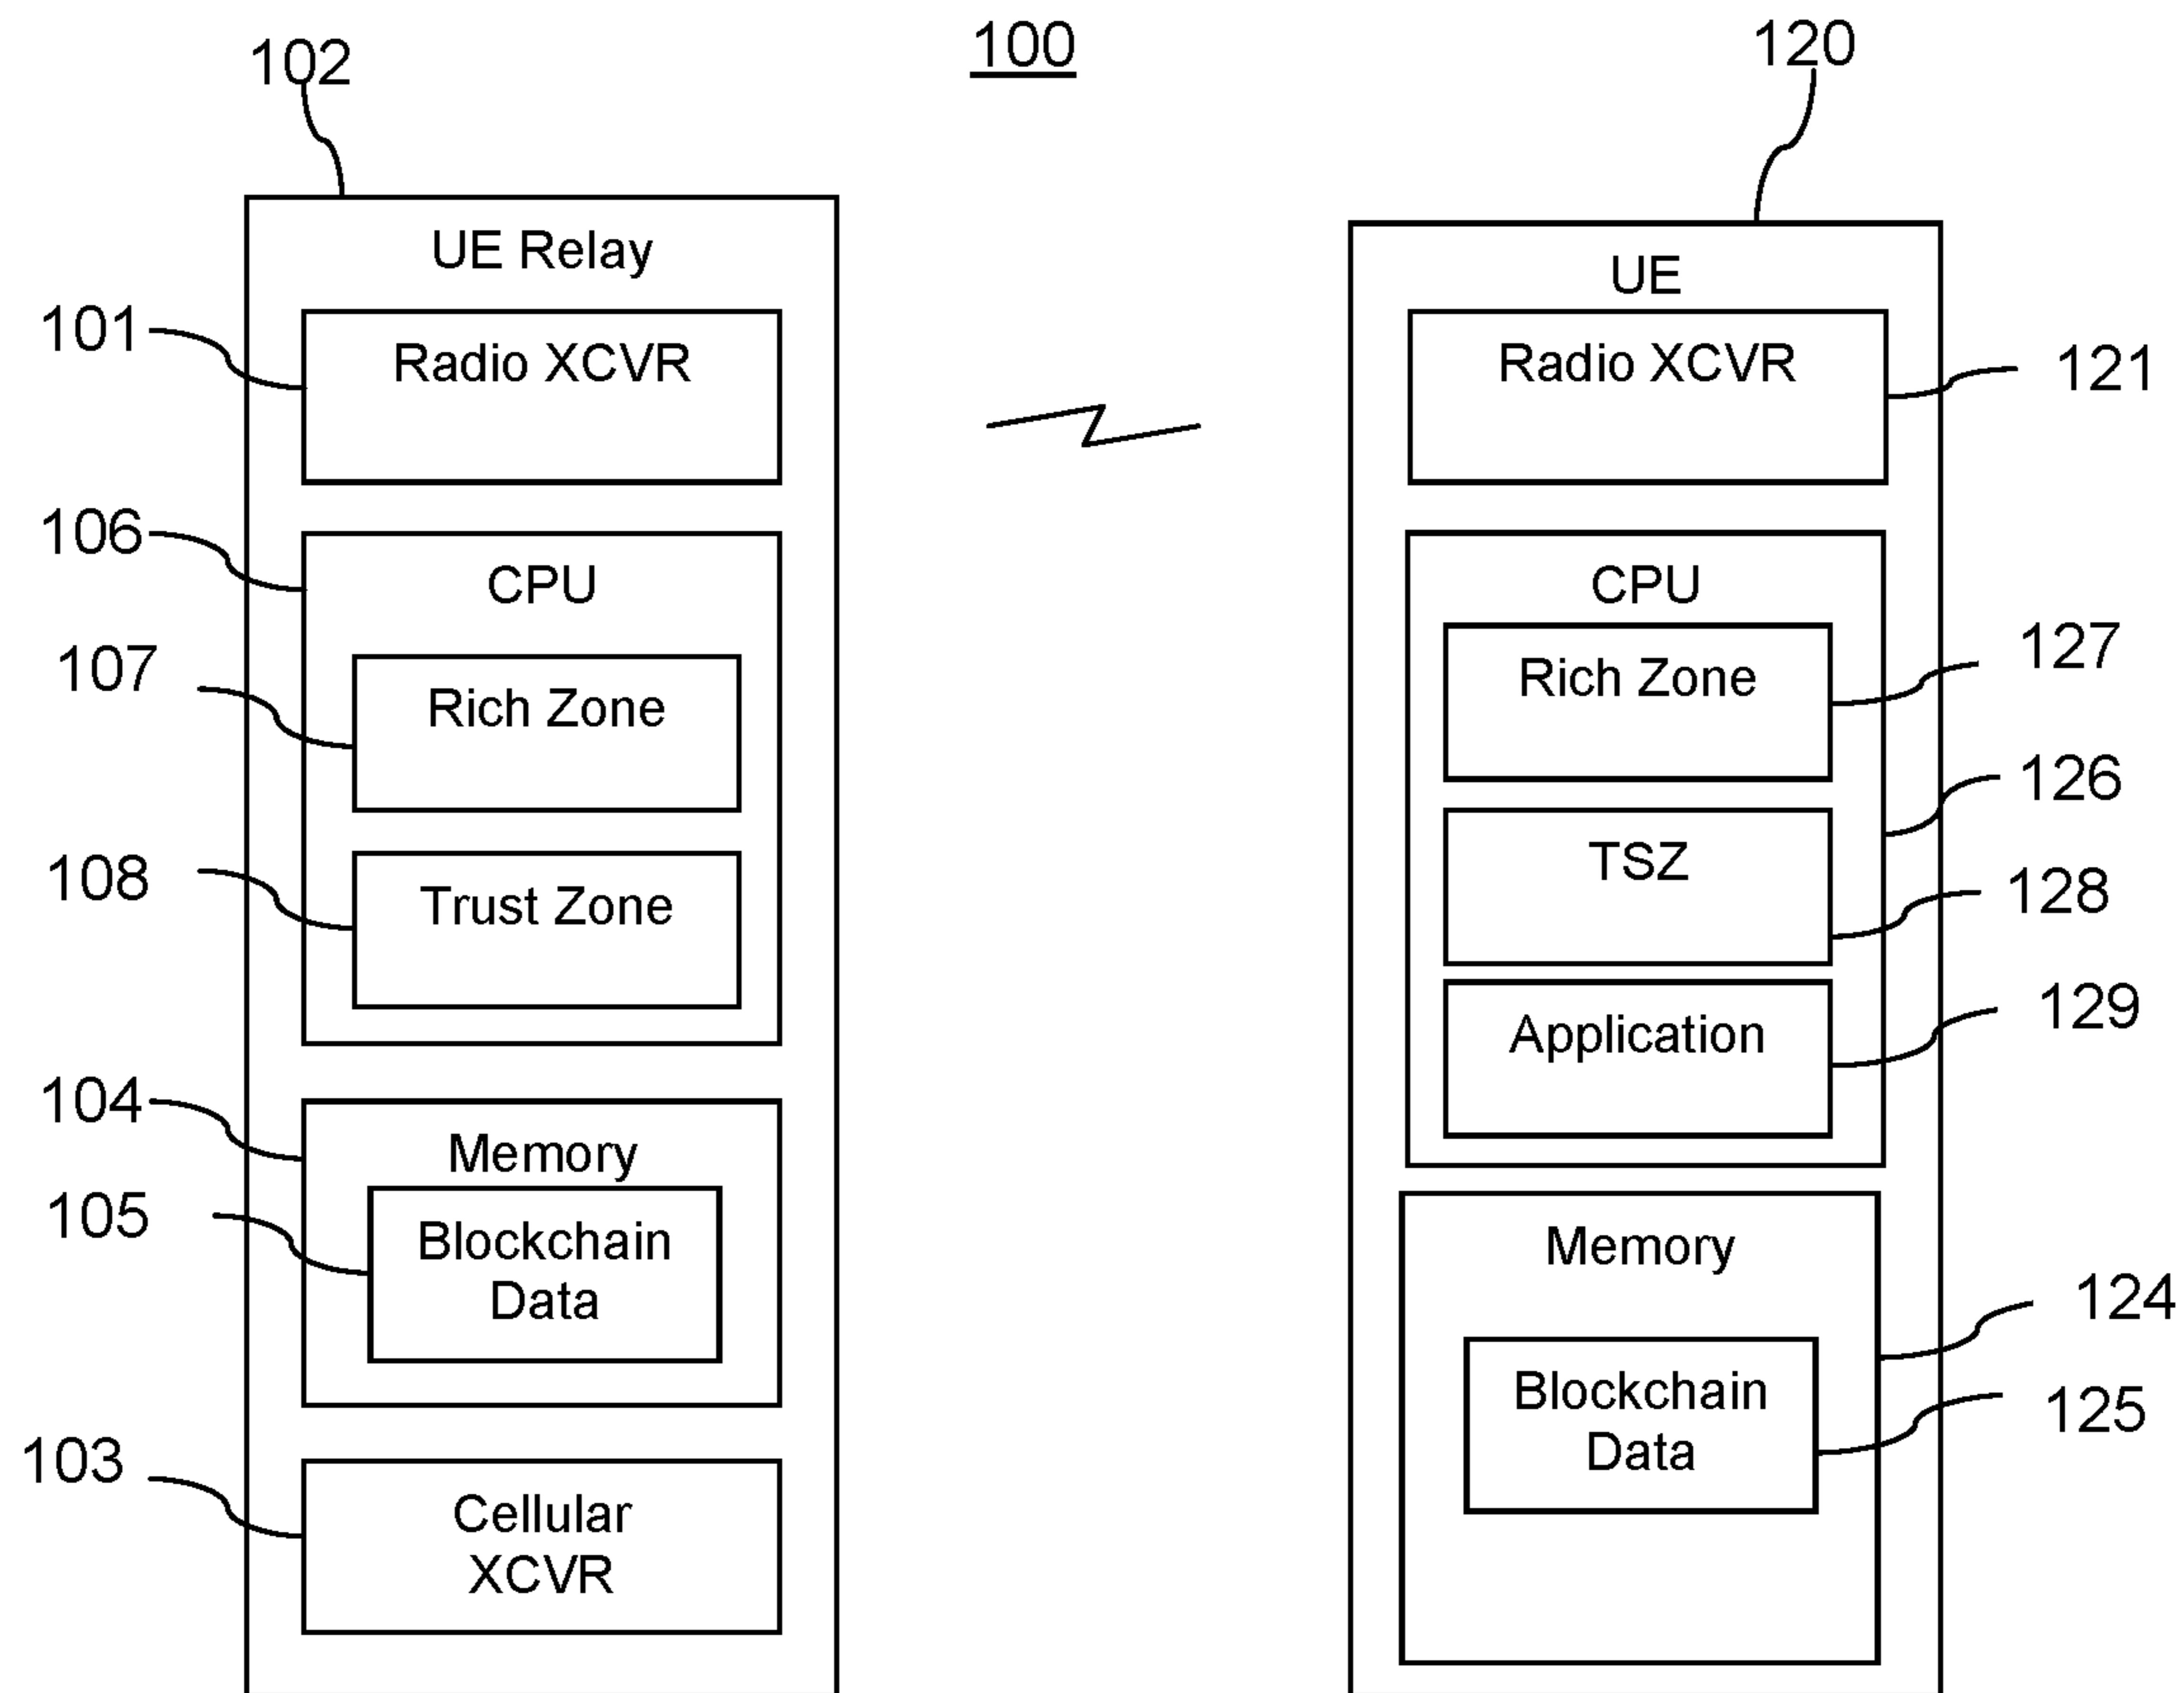 100
102
UE Relay
101
Radio XCVR
106
CPU
107
Rich Zone
108
Trust Zone
104
Memory
105
Blockchain
Data
103
Cellular
XCVR
120
UE
Radio XCVR
121
CPU
Rich Zone
127
126
TSZ
128
Application
129
Memory
124
Blockchain
Data
125